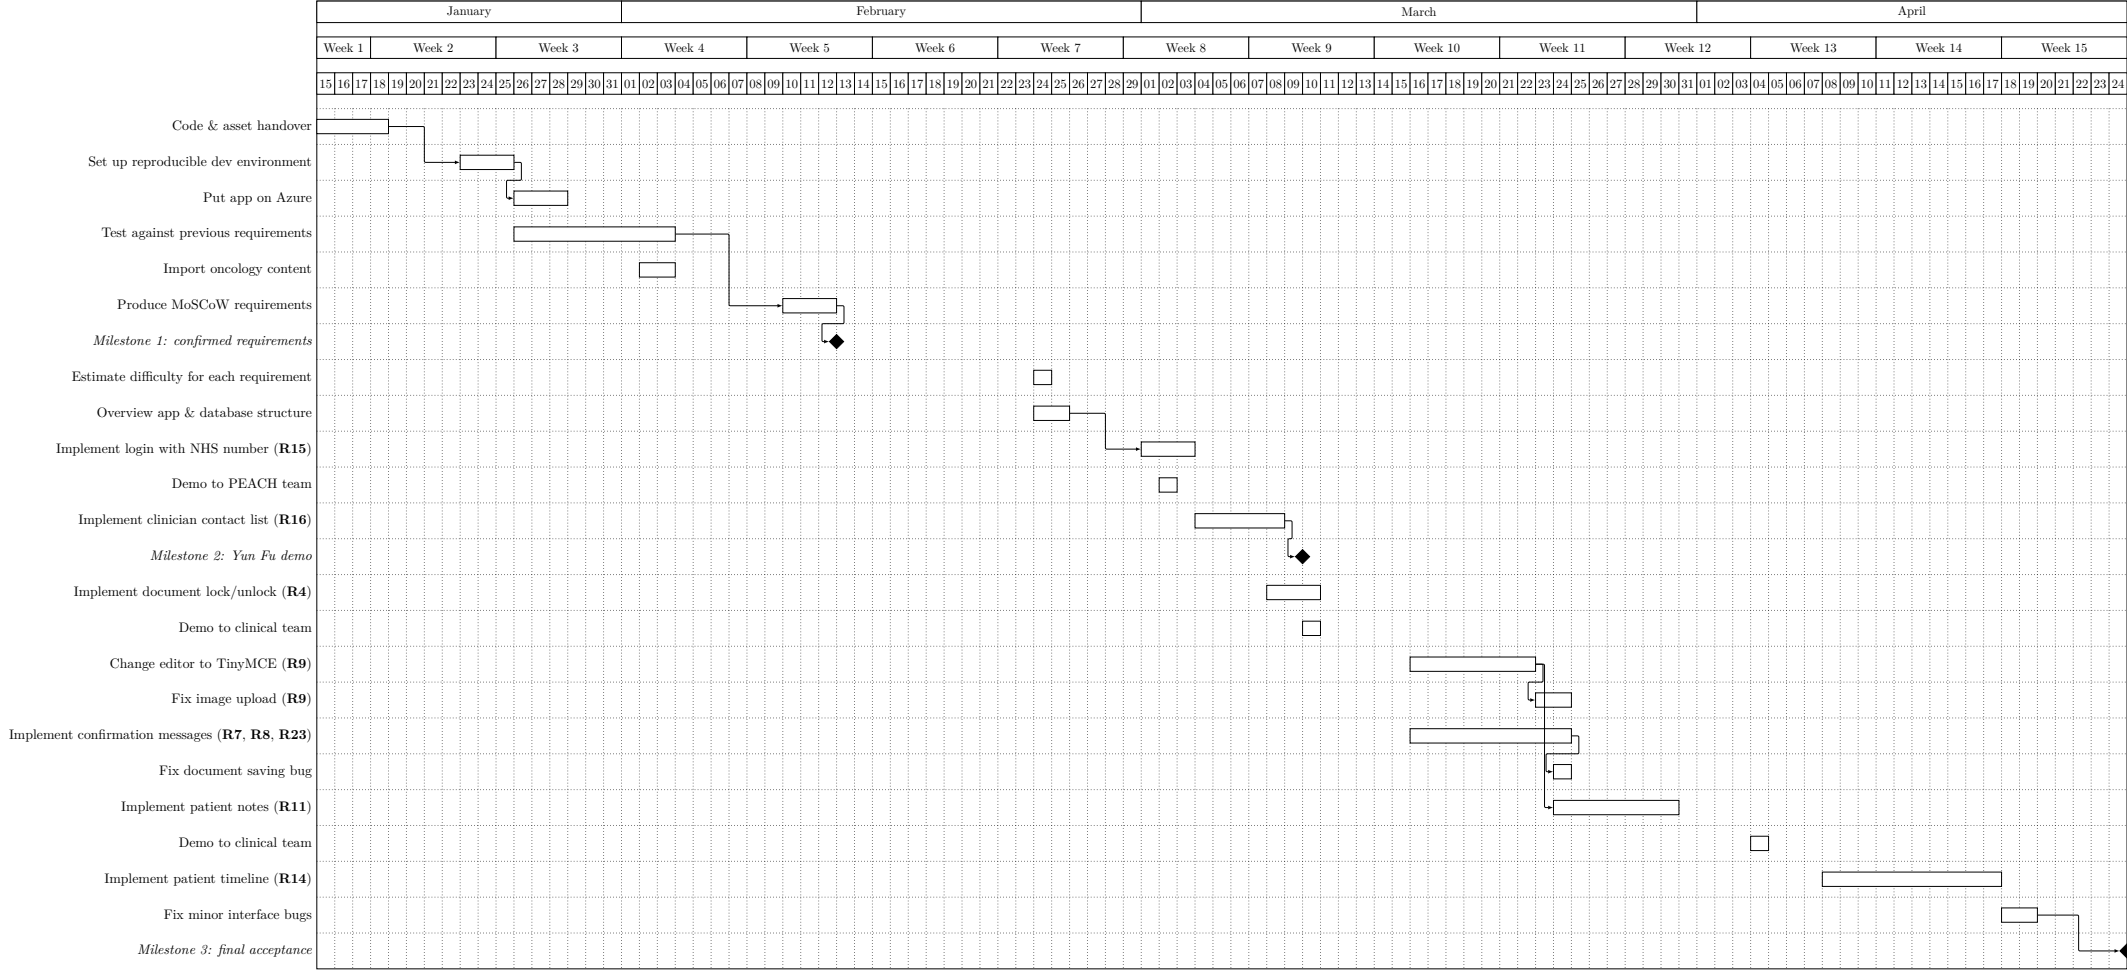 January February March April
Week 1 Week 2 Week 3 Week 4 Week 5 Week 6 Week 7 Week 8 Week 9 Week 10 Week 11 Week 12 Week 13 Week 14 Week 15
15 16 17 18 19 20 21 22 23 24 25 26 27 28 29 30 31 01 02 03 04 05 06 07 08 09 10 11 12 13 14 15 16 17 18 19 20 21 22 23 24 25 26 27 28 29 01 02 03 04 05 06 07 08 09 10 11 12 13 14 15 16 17 18 19 20 21 22 23 24 25 26 27 28 29 30 31 01 02 03 04 05 06 07 08 09 10 11 12 13 14 15 16 17 18 19 20 21 22 23 24
Code & asset handover
Set up reproducible dev environment
Put app on Azure
Test against previous requirements
Import oncology content
Produce MoSCoW requirements
Milestone 1: confirmed requirements
Estimate difficulty for each requirement
Overview app & database structure
Implement login with NHS number (R15)
Demo to PEACH team
Implement clinician contact list (R16)
Milestone 2: Yun Fu demo
Implement document lock/unlock (R4)
Demo to clinical team
Change editor to TinyMCE (R9)
Fix image upload (R9)
Implement confirmation messages (R7, R8, R23)
Fix document saving bug
Implement patient notes (R11)
Demo to clinical team
Implement patient timeline (R14)
Fix minor interface bugs
Milestone 3: final acceptance